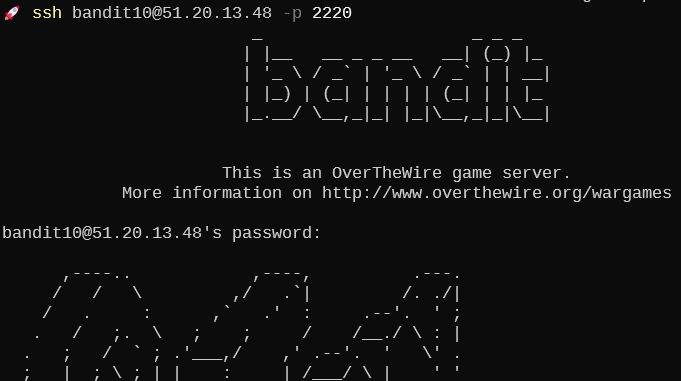 🚀 ssh bandit10@51.20.13.48 -p 2220
bandit
This is an OverTheWire game server.
More information on http://www.overthewire.org/wargames
bandit10@51.20.13.48's password: